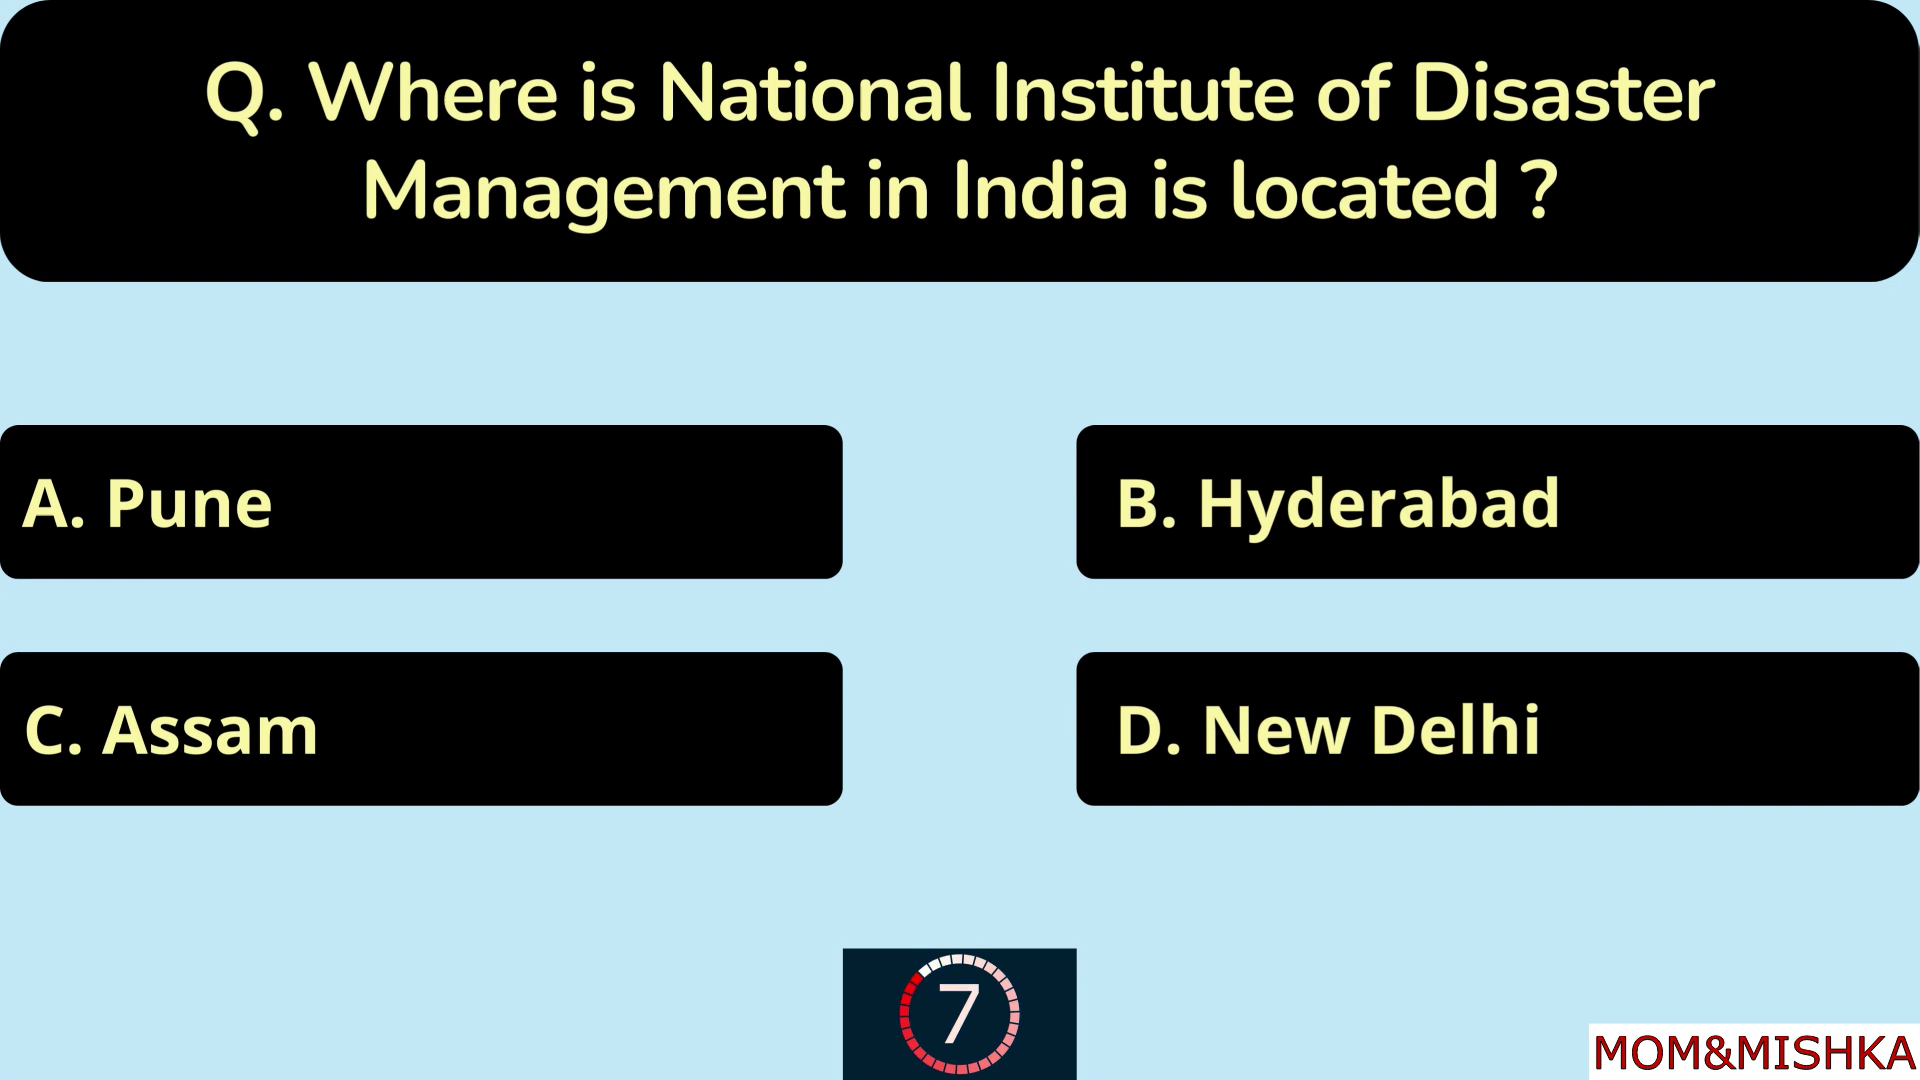 Q. Where is National Institute of Disaster
Management in India is located ?
A. Pune
B. Hyderabad
C. Assam
D. New Delhi
7
MOM&MISHKA